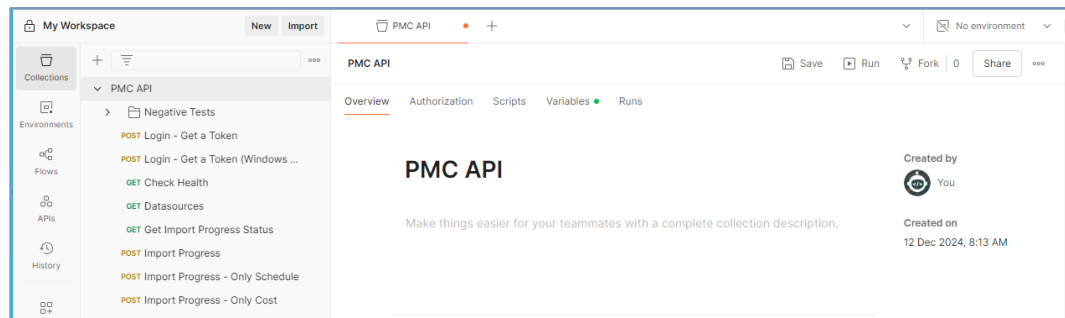 My Workspace New Import
PMC API
No environment
Collections
Environments
Flows
APIs
History
PMC API
Negative Tests
POST Login - Get a Token
POST Login - Get a Token (Windows ...
GET Check Health
GET Datasources
GET Get Import Progress Status
POST Import Progress
POST Import Progress - Only Schedule
POST Import Progress - Only Cost
PMC API
Save Run Fork 0 Share
Overview Authorization Scripts Variables Runs
PMC API
Make things easier for your teammates with a complete collection description.
Created by
You
Created on
12 Dec 2024, 8:13 AM